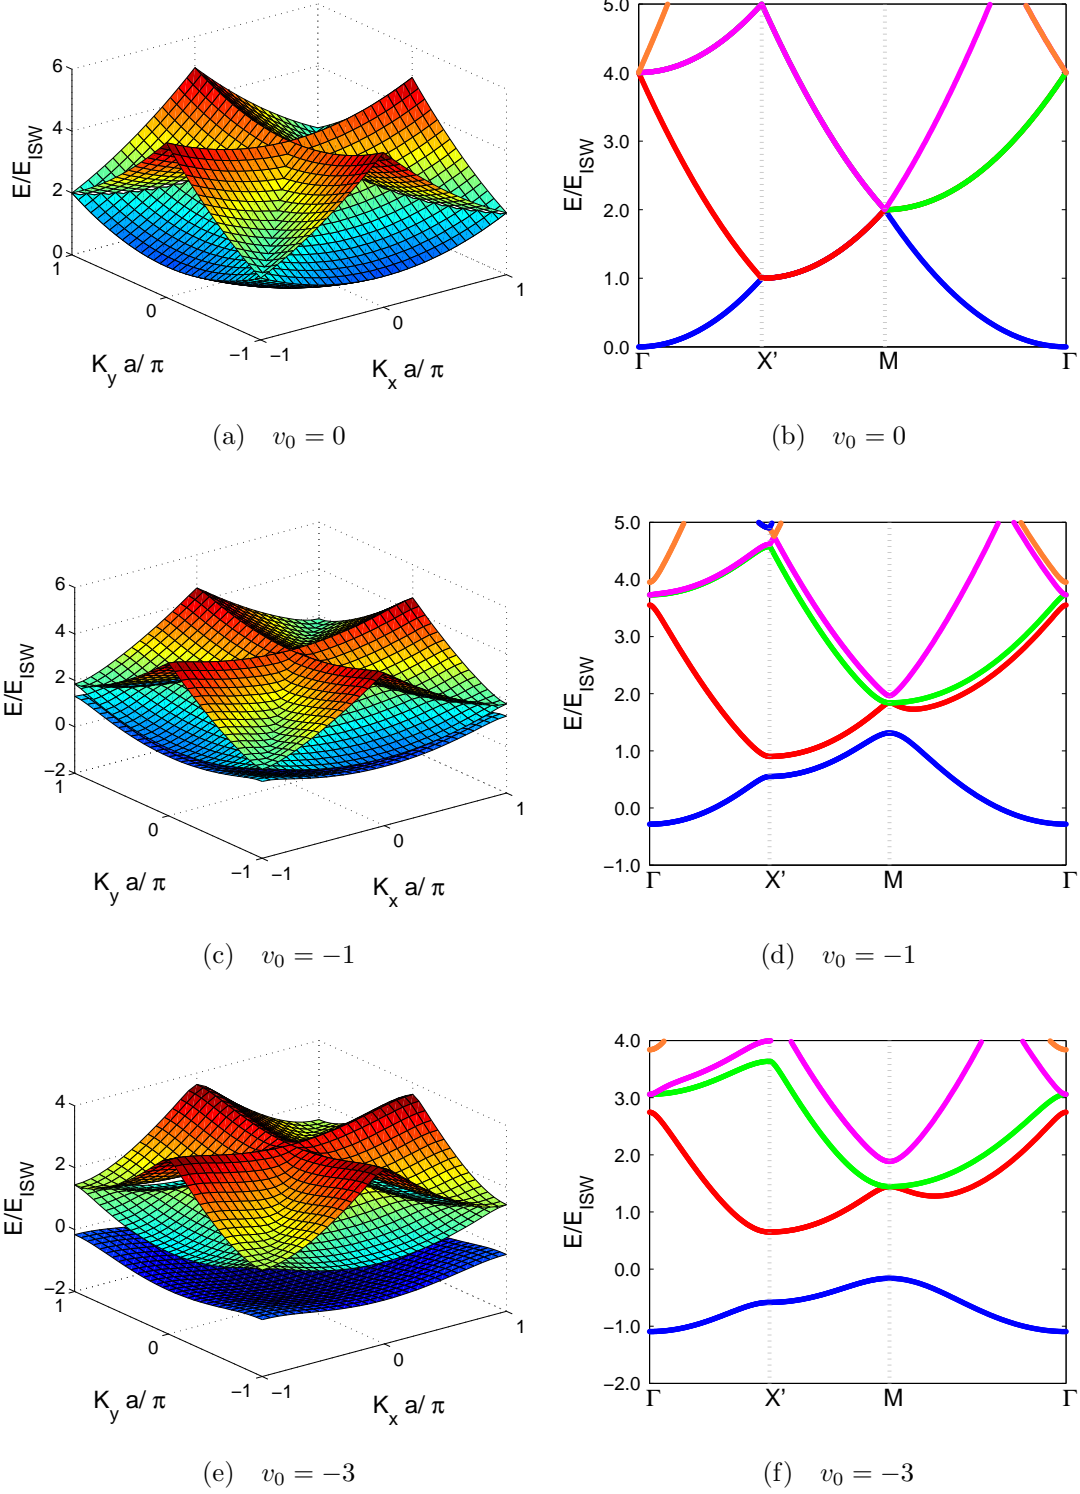 6
4
2
0
E/E_ISW
1
0
−1
−1
0
1
K_y a/ π
K_x a/ π
(a) v_0 = 0
5.0
4.0
3.0
2.0
1.0
0.0
E/E_ISW
Γ X' M Γ
(b) v_0 = 0
6
4
2
0
−2
E/E_ISW
1
0
−1
−1
0
1
K_y a/ π
K_x a/ π
(c) v_0 = −1
5.0
4.0
3.0
2.0
1.0
0.0
−1.0
E/E_ISW
Γ X' M Γ
(d) v_0 = −1
4
2
0
−2
E/E_ISW
1
0
−1
−1
0
1
K_y a/ π
K_x a/ π
(e) v_0 = −3
4.0
3.0
2.0
1.0
0.0
−1.0
−2.0
E/E_ISW
Γ X' M Γ
(f) v_0 = −3